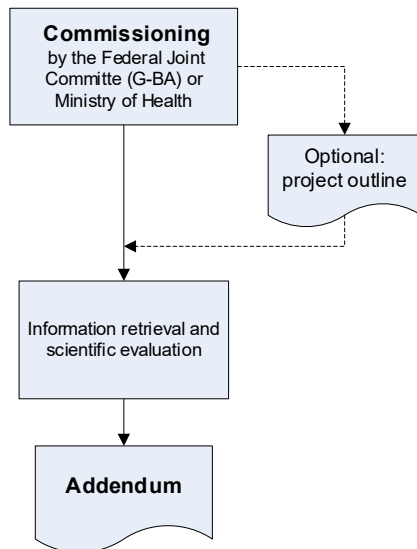 Commissioning
by the Federal Joint
Committe (G-BA) or
Ministry of Health
Optional:
project outline
Information retrieval and
scientific evaluation
Addendum